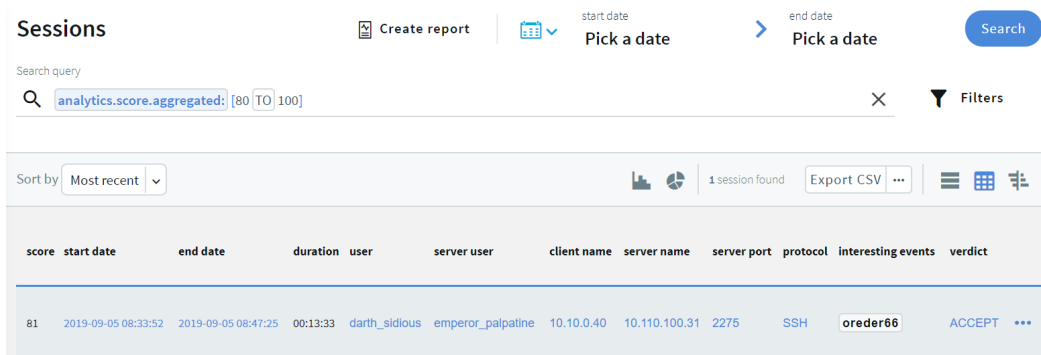 Sessions
Create report
start date
Pick a date
end date
Pick a date
Search
Search query
analytics.score.aggregated: [80 TO 100]
Filters
Sort by Most recent
1 session found
Export CSV ...
score start date end date duration user server user client name server name server port protocol interesting events verdict
81 2019-09-05 08:33:52 2019-09-05 08:47:25 00:13:33 darth_sidious emperor_palpatine 10.10.0.40 10.110.100.31 2275 SSH oreder66 ACCEPT ...